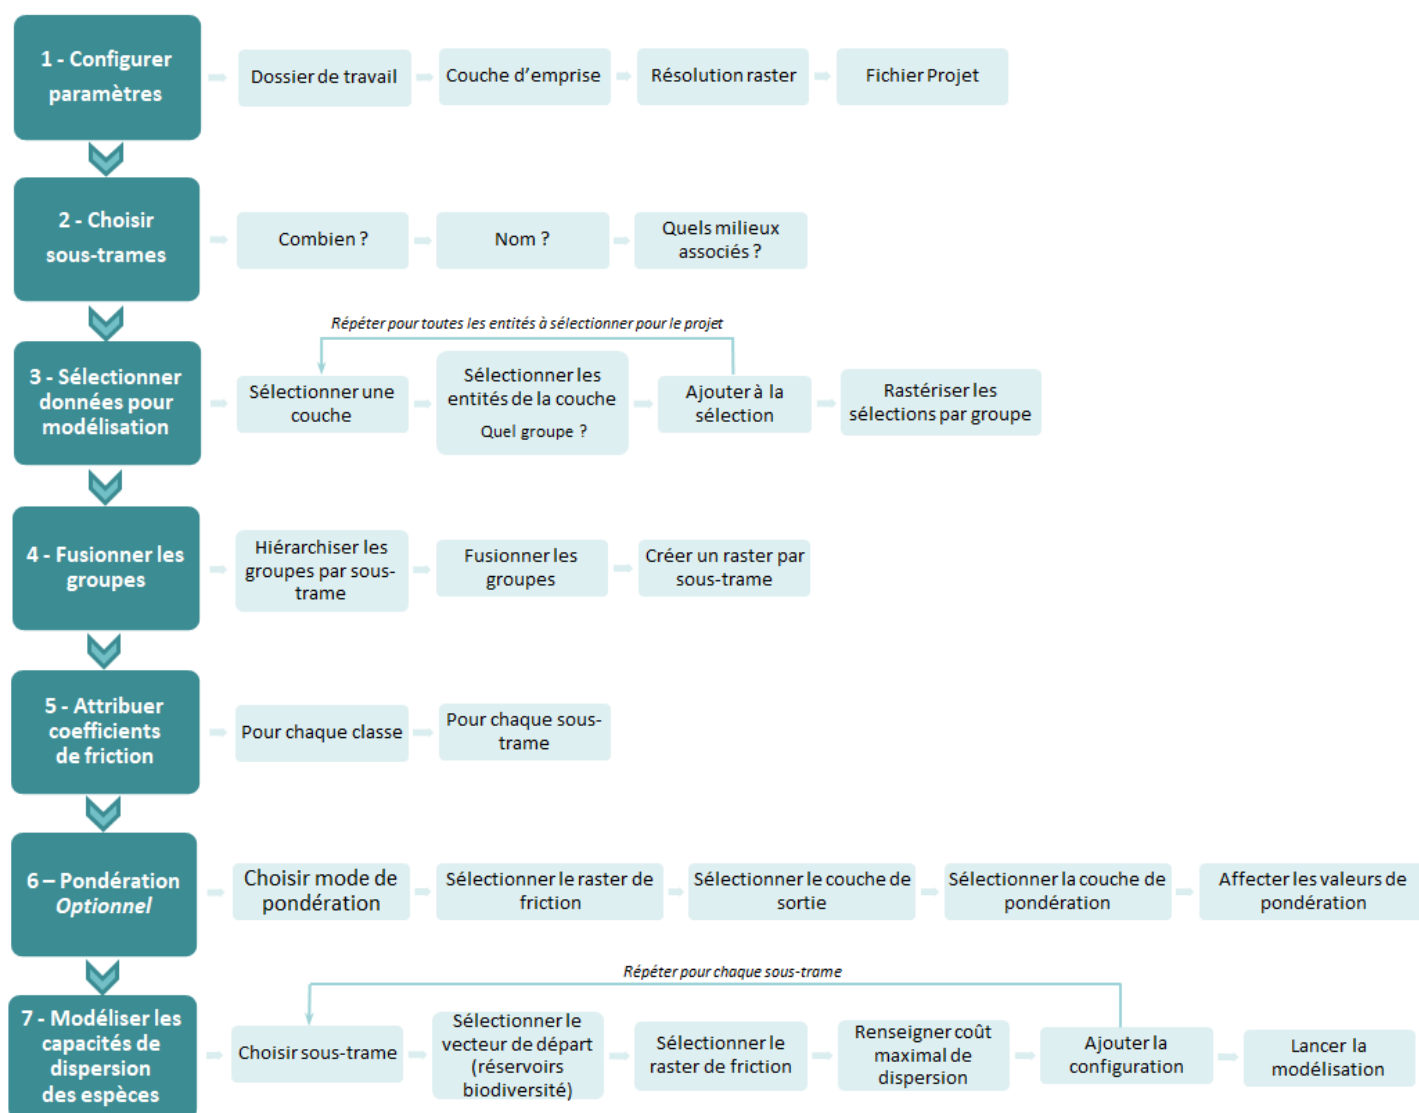 1 - Configurer
paramètres
Dossier de travail
Couche d'emprise
Résolution raster
Fichier Projet
2 - Choisir
sous-trames
Combien ?
Nom ?
Quels milieux
associés ?
Répéter pour toutes les entités à sélectionner pour le projet
3 - Sélectionner
données pour
modélisation
Sélectionner une
couche
Sélectionner les
entités de la couche
Quel groupe ?
Ajouter à la
sélection
Rastériser les
sélections par groupe
4 - Fusionner les
groupes
Hiérarchiser les
groupes par sous-
trame
Fusionner les
groupes
Créer un raster par
sous-trame
5 - Attribuer
coefficients
de friction
Pour chaque classe
Pour chaque sous-
trame
6 – Pondération
Optionnel
Choisir mode de
pondération
Sélectionner le raster de
friction
Sélectionner le couche de
sortie
Sélectionner la couche de
pondération
Affecter les valeurs de
pondération
Répéter pour chaque sous-trame
7 - Modéliser les
capacités de
dispersion
des espèces
Choisir sous-trame
Sélectionner le
vecteur de départ
(réservoirs
biodiversité)
Sélectionner le
raster de friction
Renseigner coût
maximal de
dispersion
Ajouter la
configuration
Lancer la
modélisation